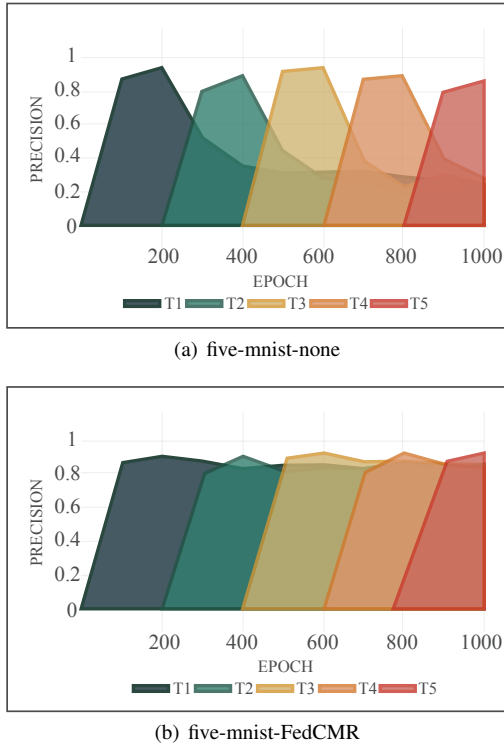 1
0.8
0.6
0.4
0.2
0
PRECISION
200 400 600 800 1000
EPOCH
T1 T2 T3 T4 T5
(a) five-mnist-none
1
0.8
0.6
0.4
0.2
0
PRECISION
200 400 600 800 1000
EPOCH
T1 T2 T3 T4 T5
(b) five-mnist-FedCMR